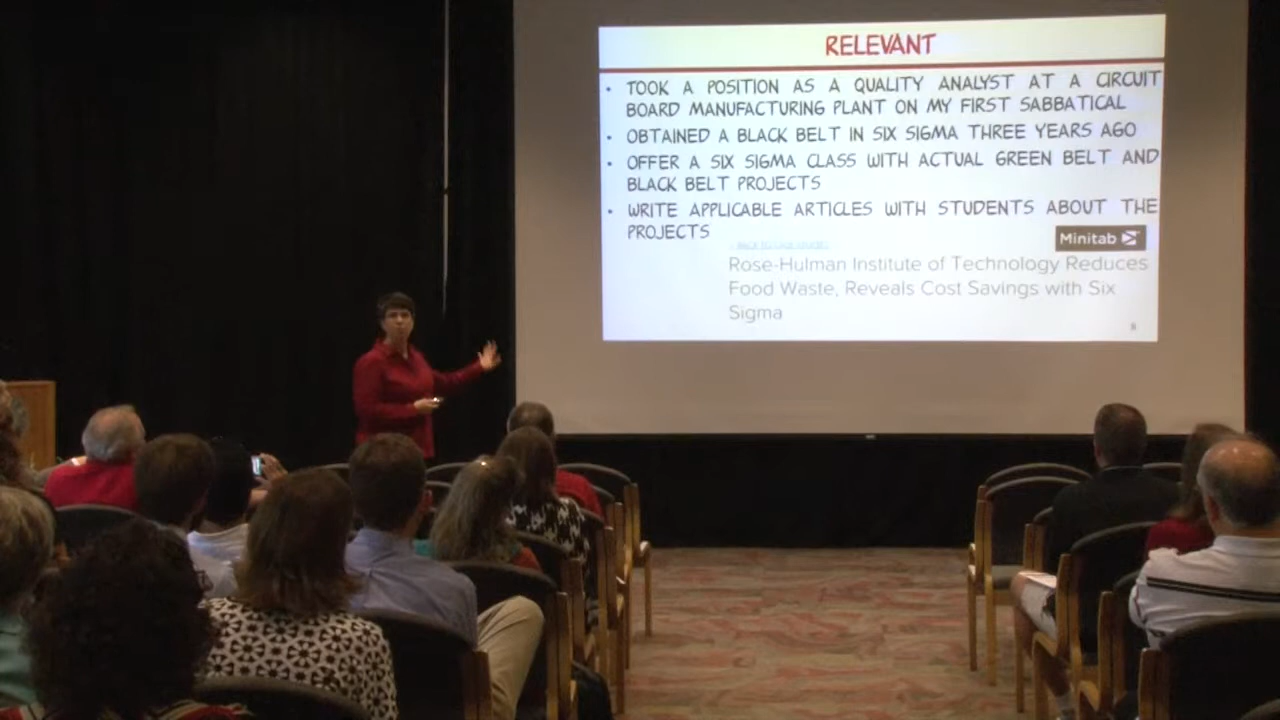 RELEVANT
• TOOK A POSITION AS A QUALITY ANALYST AT A CIRCUIT
BOARD MANUFACTURING PLANT ON MY FIRST SABBATICAL
• OBTAINED A BLACK BELT IN SIX SIGMA THREE YEARS AGO
• OFFER A SIX SIGMA CLASS WITH ACTUAL GREEN BELT AND
BLACK BELT PROJECTS
• WRITE APPLICABLE ARTICLES WITH STUDENTS ABOUT THE
PROJECTS
Minitab
Rose-Hulman Institute of Technology Reduces
Food Waste, Reveals Cost Savings with Six
Sigma
8